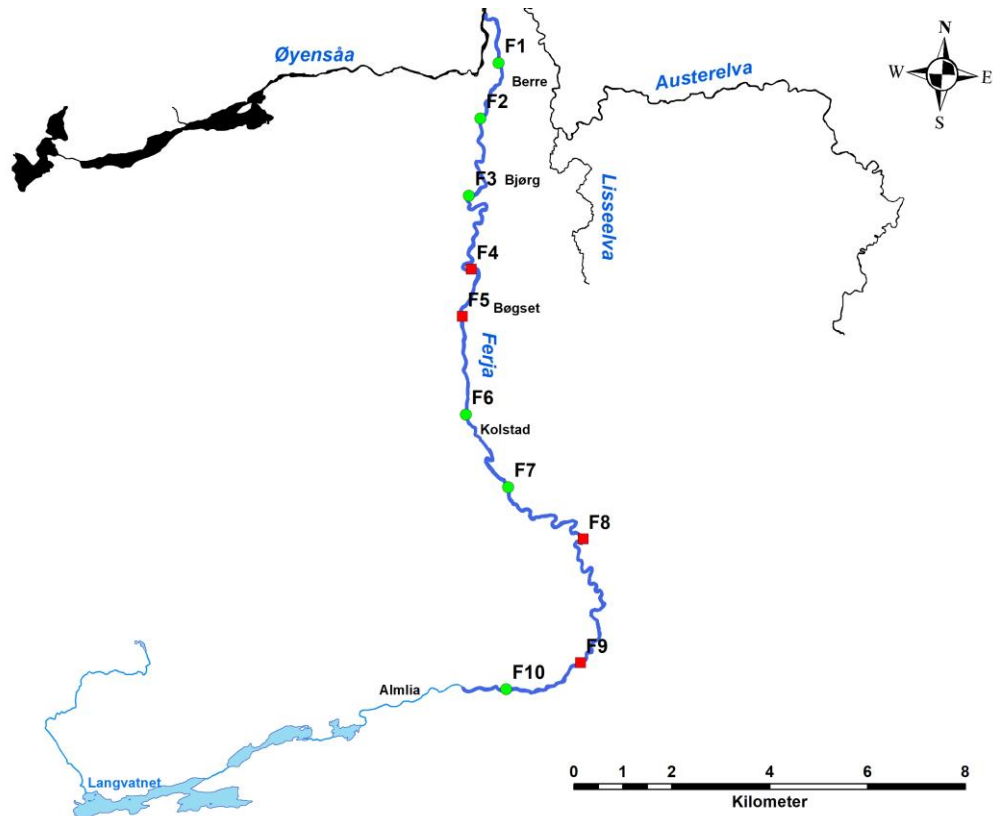 F1
N
Øyensåa
Berre
Austerelva
W
E
F2
S
F3
Bjørg
Lisseelva
F4
F5
Bøgset
Ferja
F6
Kolstad
F7
F8
F9
F10
Almlia
Langvatnet
0 1 2 4 6 8
Kilometer